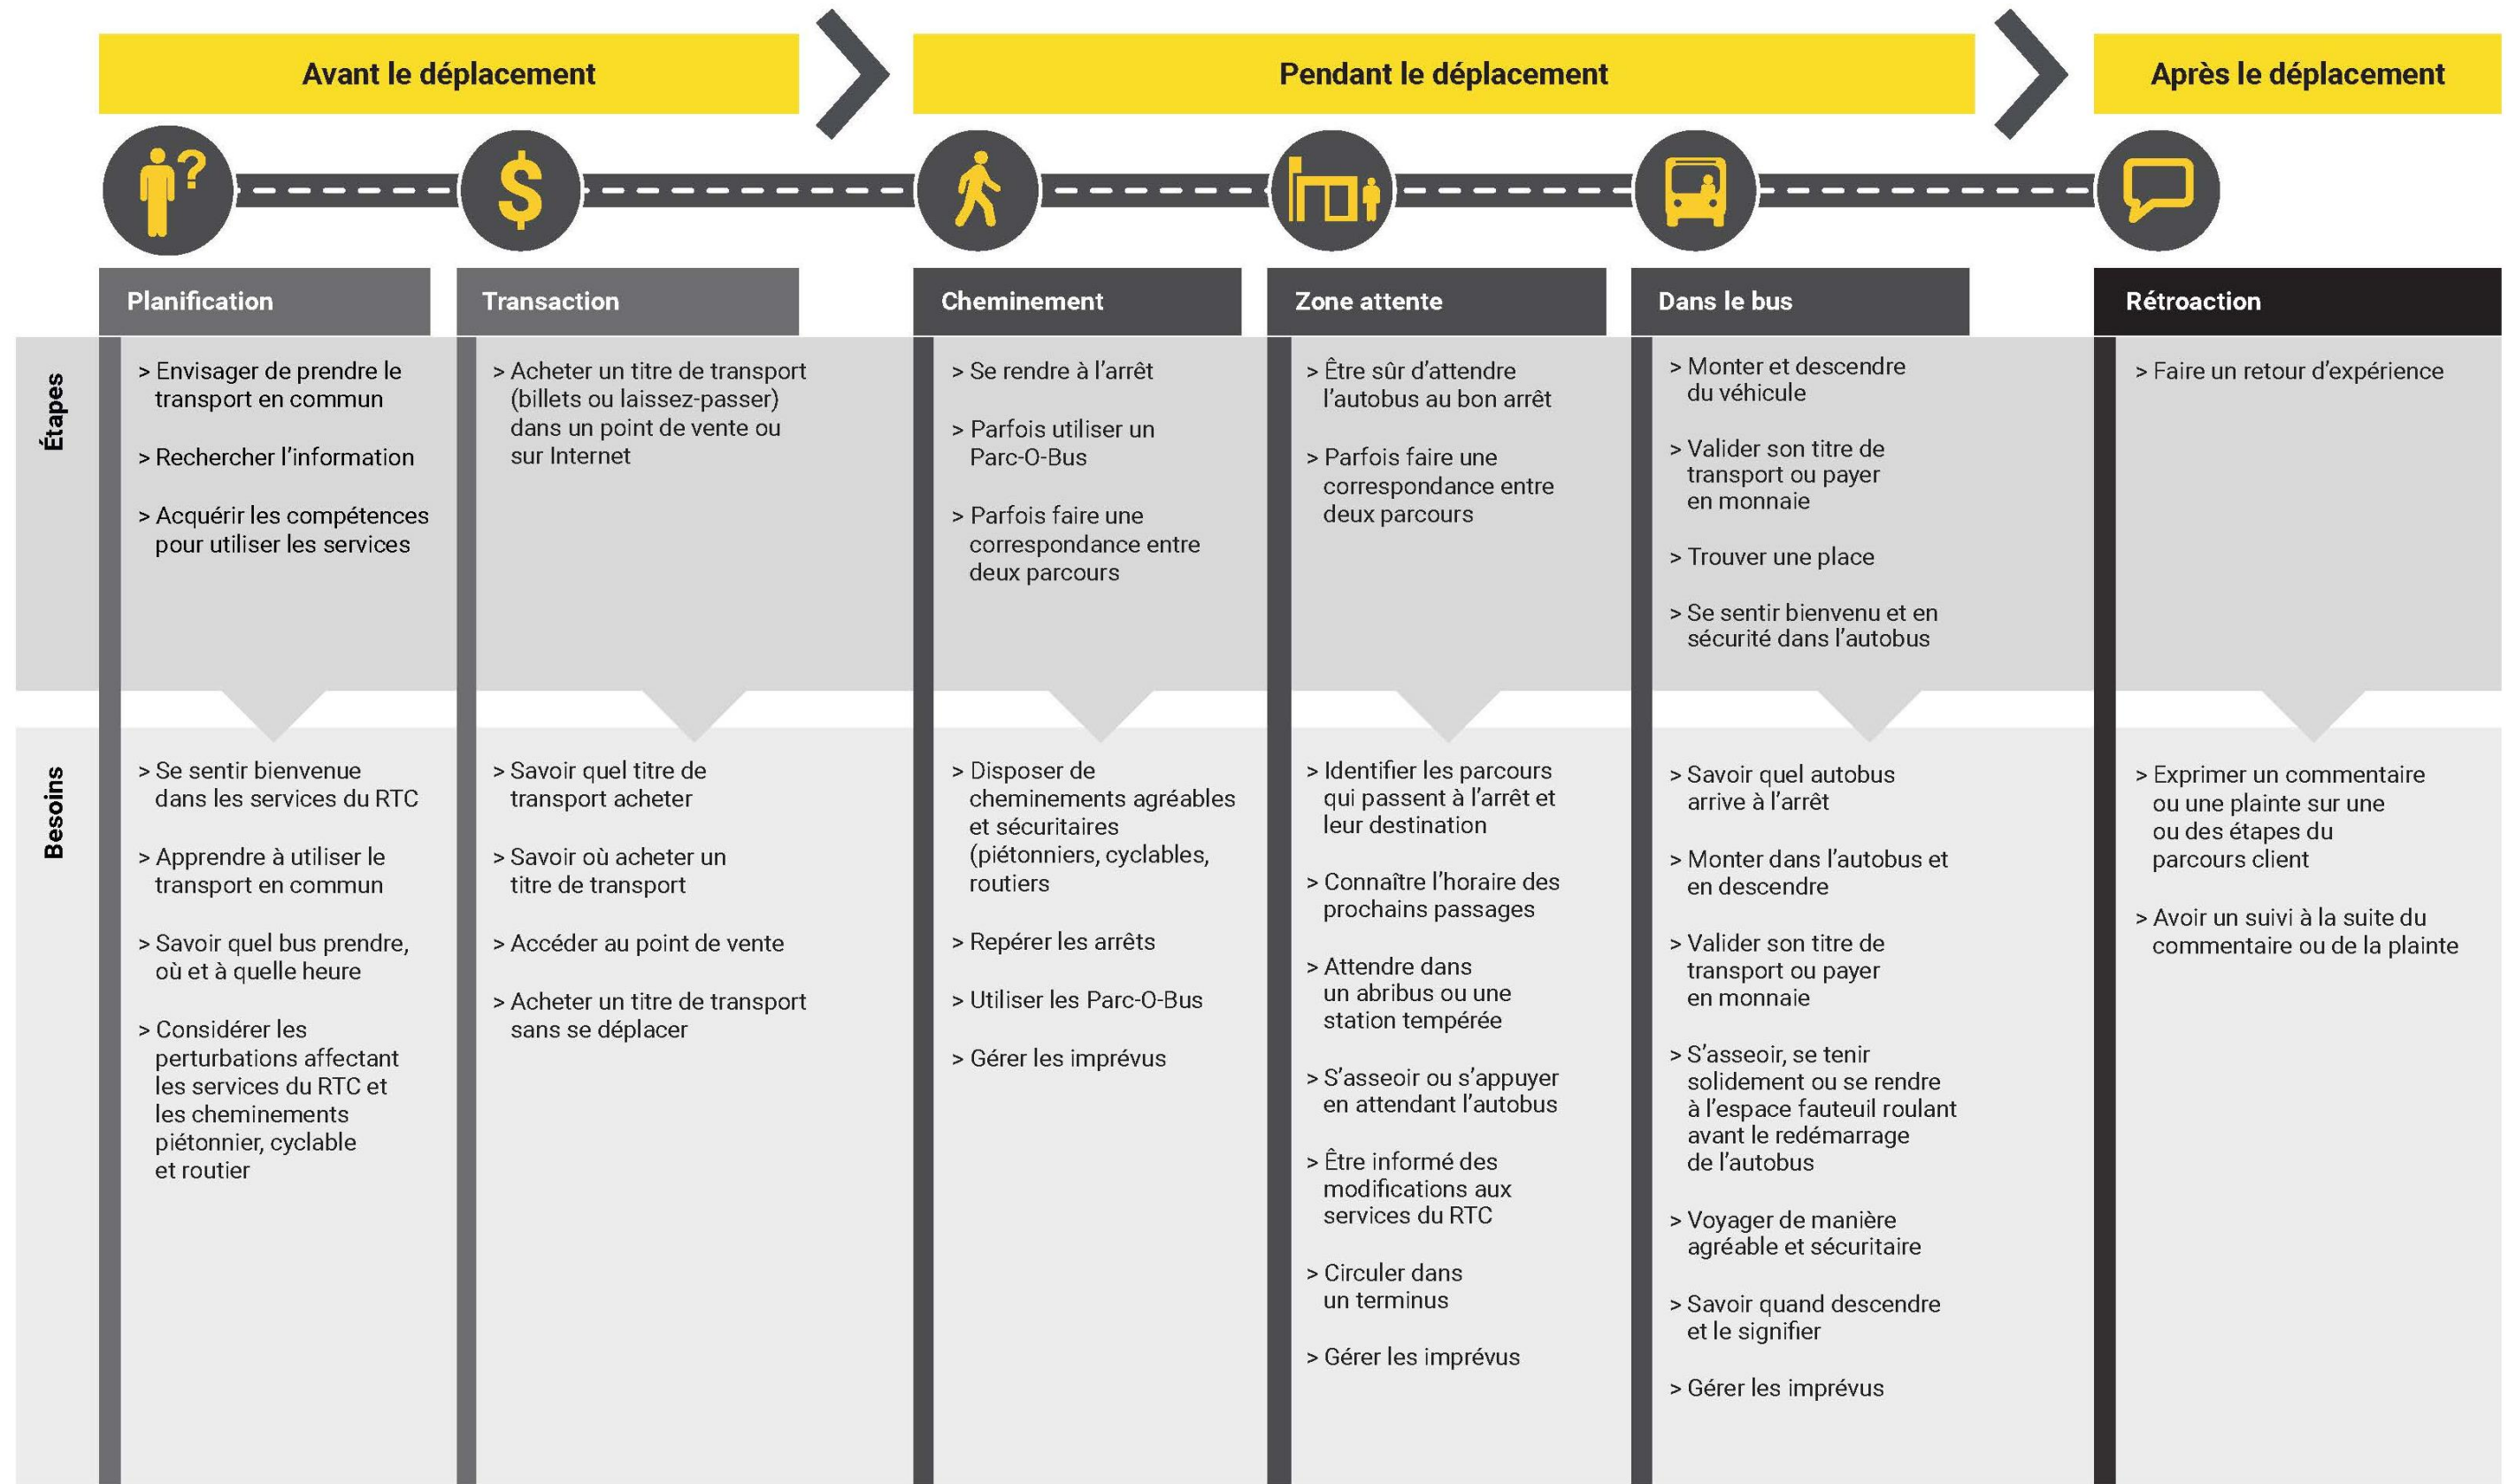 Avant le déplacement
Pendant le déplacement
Après le déplacement
?
$
Planification
Transaction
Cheminement
Zone attente
Dans le bus
Rétroaction
Étapes
> Envisager de prendre le
transport en commun
> Rechercher l’information
> Acquérir les compétences
pour utiliser les services
> Acheter un titre de transport
(billets ou laissez-passer)
dans un point de vente ou
sur Internet
> Se rendre à l’arrêt
> Parfois utiliser un
Parc-O-Bus
> Parfois faire une
correspondance entre
deux parcours
> Être sûr d’attendre
l’autobus au bon arrêt
> Parfois faire une
correspondance entre
deux parcours
> Monter et descendre
du véhicule
> Valider son titre de
transport ou payer
en monnaie
> Trouver une place
> Se sentir bienvenu et en
sécurité dans l’autobus
> Faire un retour d’expérience
Besoins
> Se sentir bienvenue
dans les services du RTC
> Apprendre à utiliser le
transport en commun
> Savoir quel bus prendre,
où et à quelle heure
> Considérer les
perturbations affectant
les services du RTC et
les cheminements
piétonnier, cyclable
et routier
> Savoir quel titre de
transport acheter
> Savoir où acheter un
titre de transport
> Accéder au point de vente
> Acheter un titre de transport
sans se déplacer
> Disposer de
cheminements agréables
et sécuritaires
(piétonniers, cyclables,
routiers
> Repérer les arrêts
> Utiliser les Parc-O-Bus
> Gérer les imprévus
> Identifier les parcours
qui passent à l’arrêt et
leur destination
> Connaître l’horaire des
prochains passages
> Attendre dans
un abribus ou une
station tempérée
> S’asseoir ou s’appuyer
en attendant l’autobus
> Être informé des
modifications aux
services du RTC
> Circuler dans
un terminus
> Gérer les imprévus
> Savoir quel autobus
arrive à l’arrêt
> Monter dans l’autobus et
en descendre
> Valider son titre de
transport ou payer
en monnaie
> S’asseoir, se tenir
solidement ou se rendre
à l’espace fauteuil roulant
avant le redémarrage
de l’autobus
> Voyager de manière
agréable et sécuritaire
> Savoir quand descendre
et le signifier
> Gérer les imprévus
> Exprimer un commentaire
ou une plainte sur une
ou des étapes du
parcours client
> Avoir un suivi à la suite du
commentaire ou de la plainte